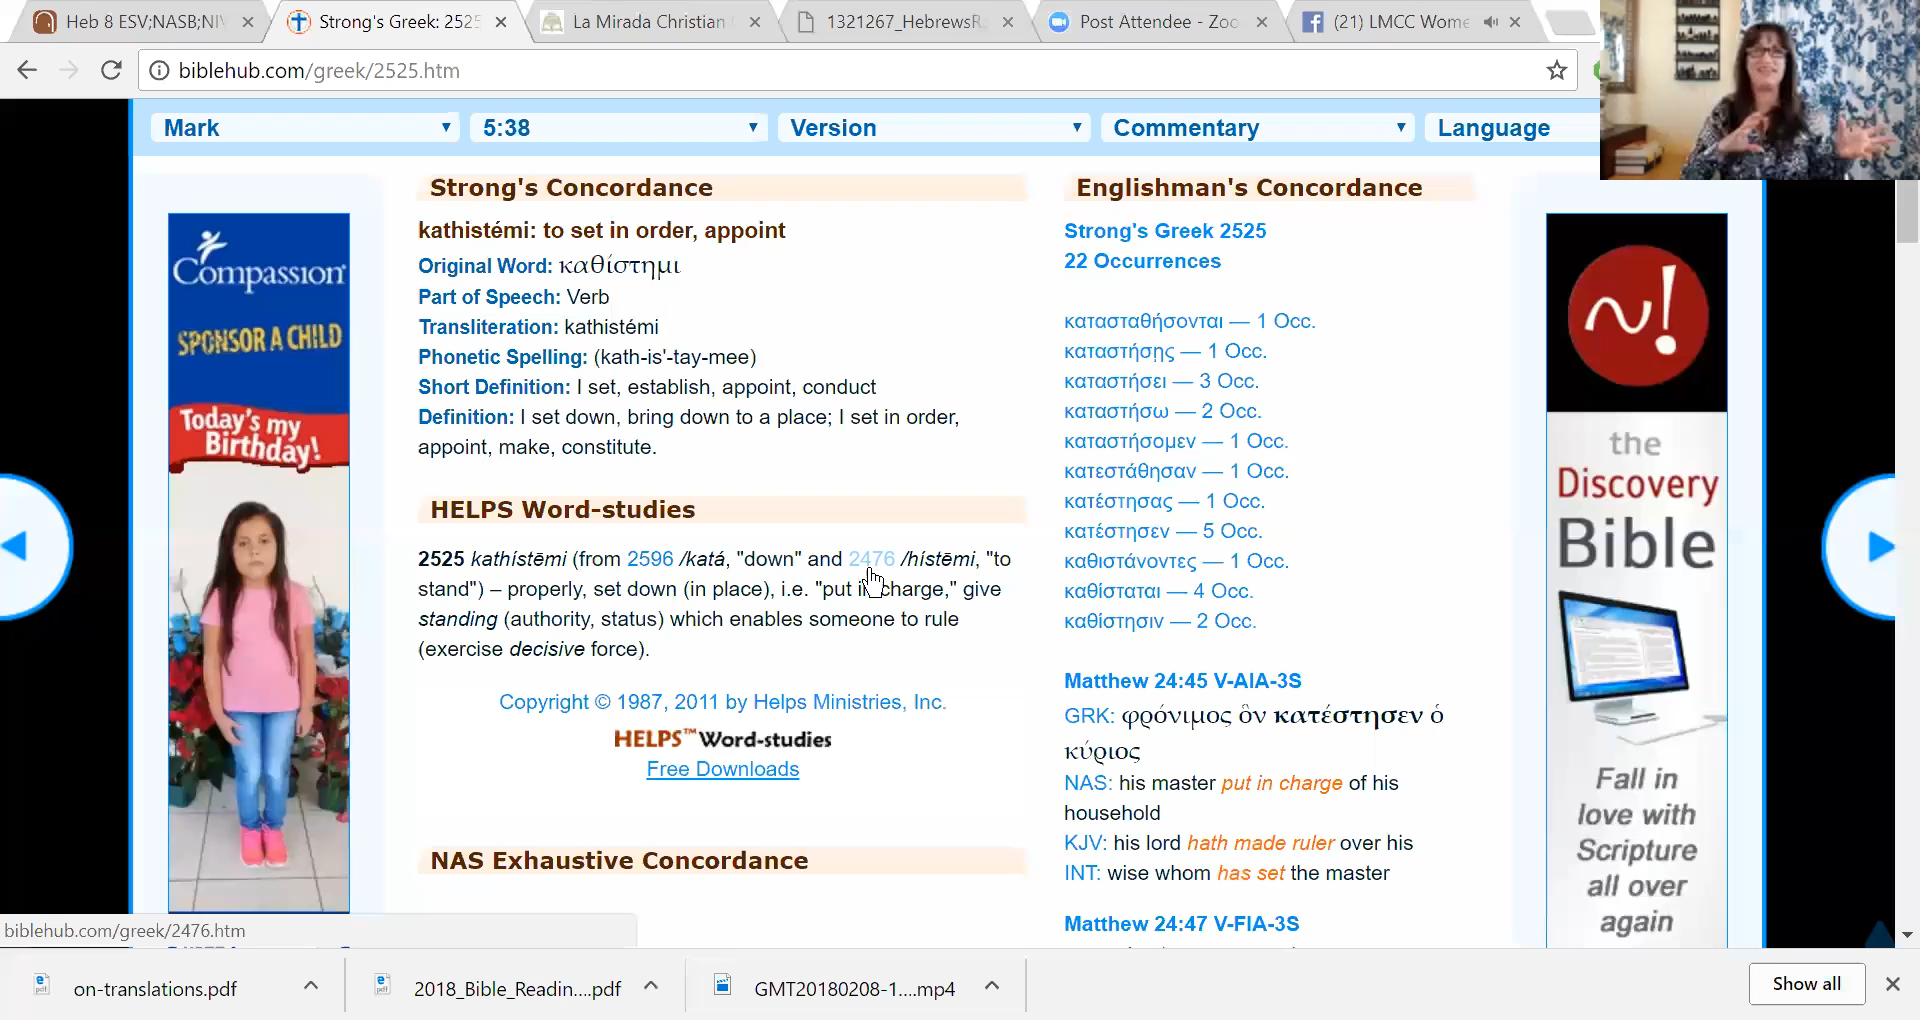 Heb 8 ESV;NASB;NIV
Strong's Greek: 2525
La Mirada Christian
1321267_HebrewsR
Post Attendee - Zoo
(21) LMCC Wome
biblehub.com/greek/2525.htm
Mark
5:38
Version
Commentary
Language
Compassion
SPONSOR A CHILD
Today's my
Birthday!
Strong's Concordance
kathistémi: to set in order, appoint
Original Word: καθίστημι
Part of Speech: Verb
Transliteration: kathistémi
Phonetic Spelling: (kath-is'-tay-mee)
Short Definition: I set, establish, appoint, conduct
Definition: I set down, bring down to a place; I set in order,
appoint, make, constitute.
HELPS Word-studies
2525 kathístēmi (from 2596 /katá, "down" and 2476 /hístēmi, "to
stand") – properly, set down (in place), i.e. "put in charge," give
standing (authority, status) which enables someone to rule
(exercise decisive force).
Copyright © 1987, 2011 by Helps Ministries, Inc.
HELPS™ Word-studies
Free Downloads
NAS Exhaustive Concordance
Englishman's Concordance
Strong's Greek 2525
22 Occurrences
κατασταθήσονται — 1 Occ.
καταστήσῃς — 1 Occ.
καταστήσει — 3 Occ.
καταστήσω — 2 Occ.
καταστήσομεν — 1 Occ.
κατεστάθησαν — 1 Occ.
κατέστησας — 1 Occ.
κατέστησεν — 5 Occ.
καθιστάνοντες — 1 Occ.
καθίσταται — 4 Occ.
καθίστησιν — 2 Occ.
Matthew 24:45 V-AIA-3S
GRK: φρόνιμος ὃν κατέστησεν ὁ
κύριος
NAS: his master put in charge of his
household
KJV: his lord hath made ruler over his
INT: wise whom has set the master
Matthew 24:47 V-FIA-3S
the
Discovery
Bible
Fall in
love with
Scripture
all over
again
biblehub.com/greek/2476.htm
on-translations.pdf
2018_Bible_Readin....pdf
GMT20180208-1....mp4
Show all